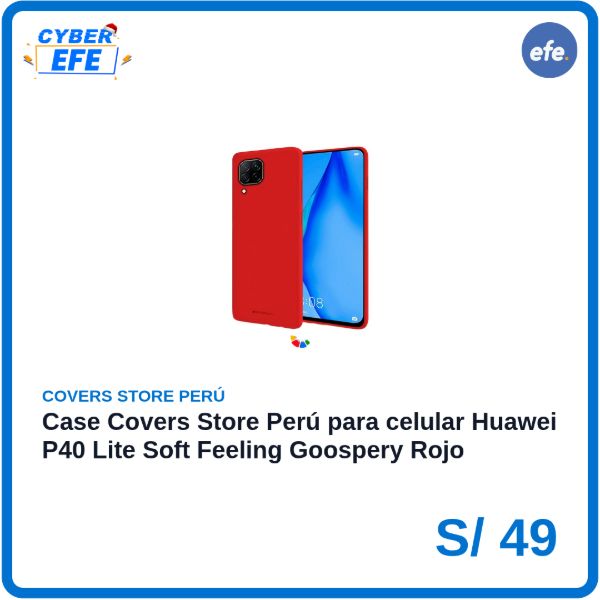 CYBER
EFE
efe.
:08
COVERS STORE PERÚ
Case Covers Store Perú para celular Huawei
P40 Lite Soft Feeling Goospery Rojo
S/ 49